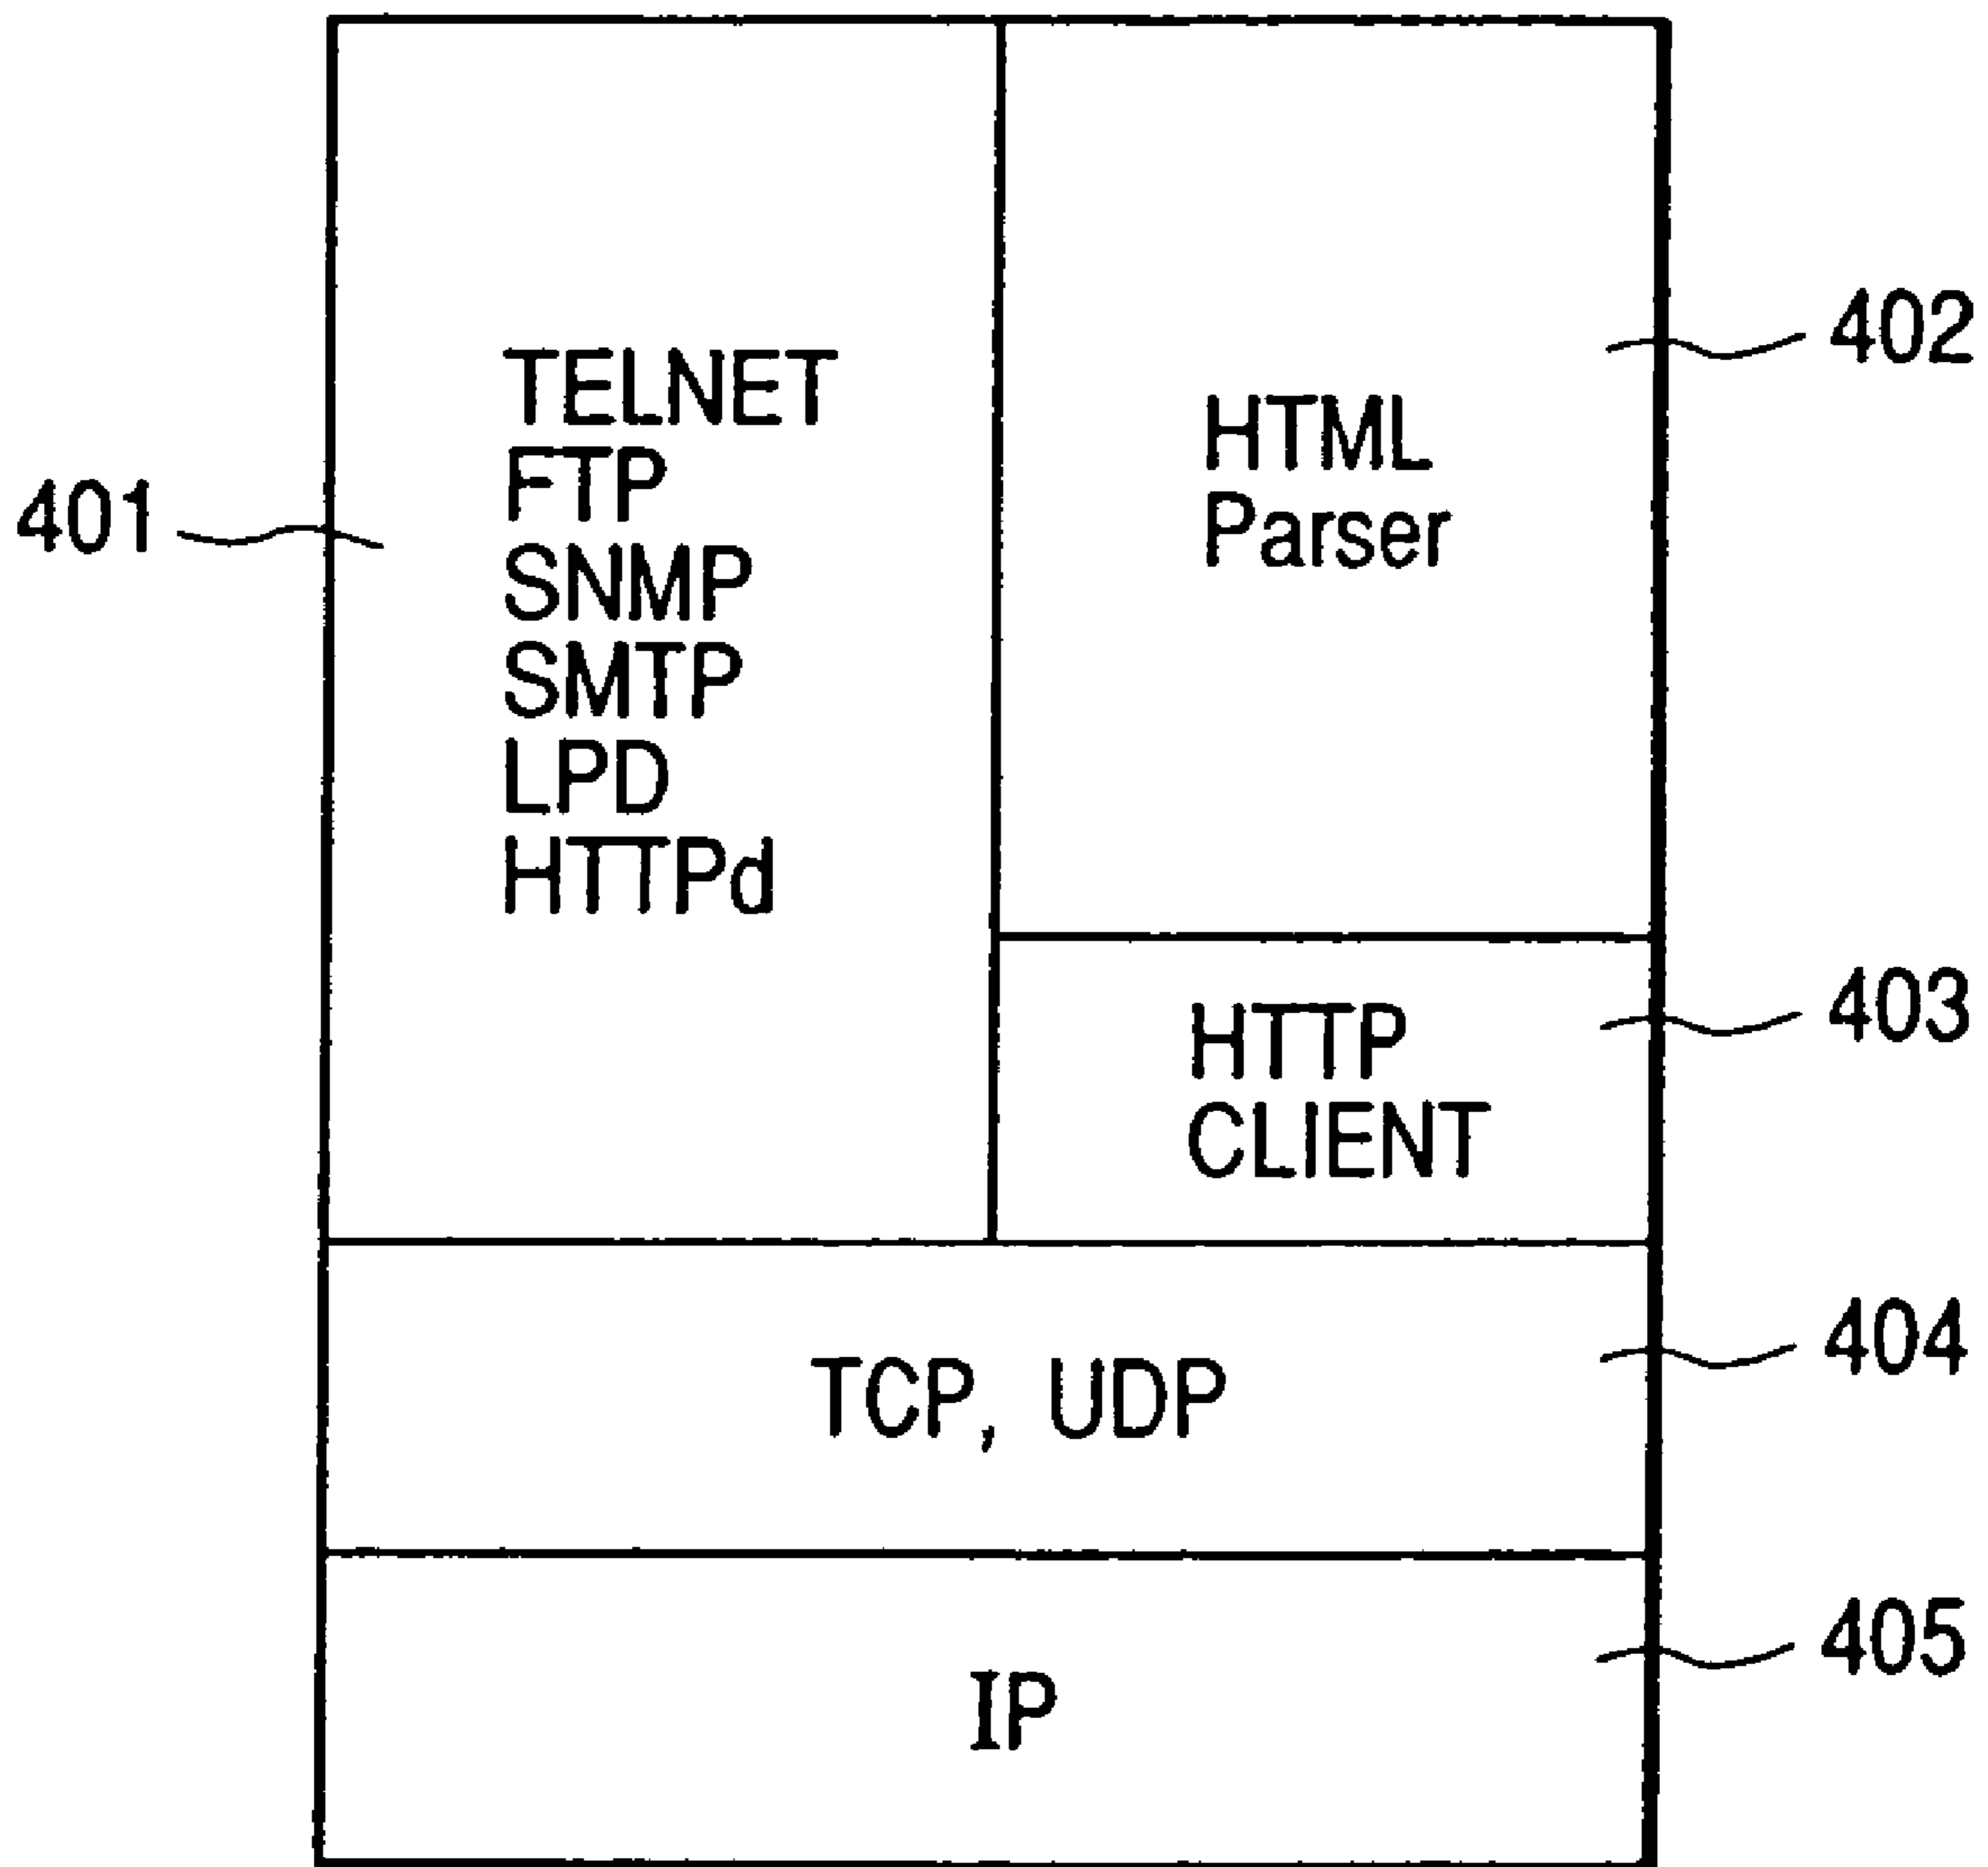 TELNET
FTP
SNMP
SMTP
LPD
HTTPd
401
HTML
Parser
402
HTTP
CLIENT
403
TCP, UDP
404
IP
405